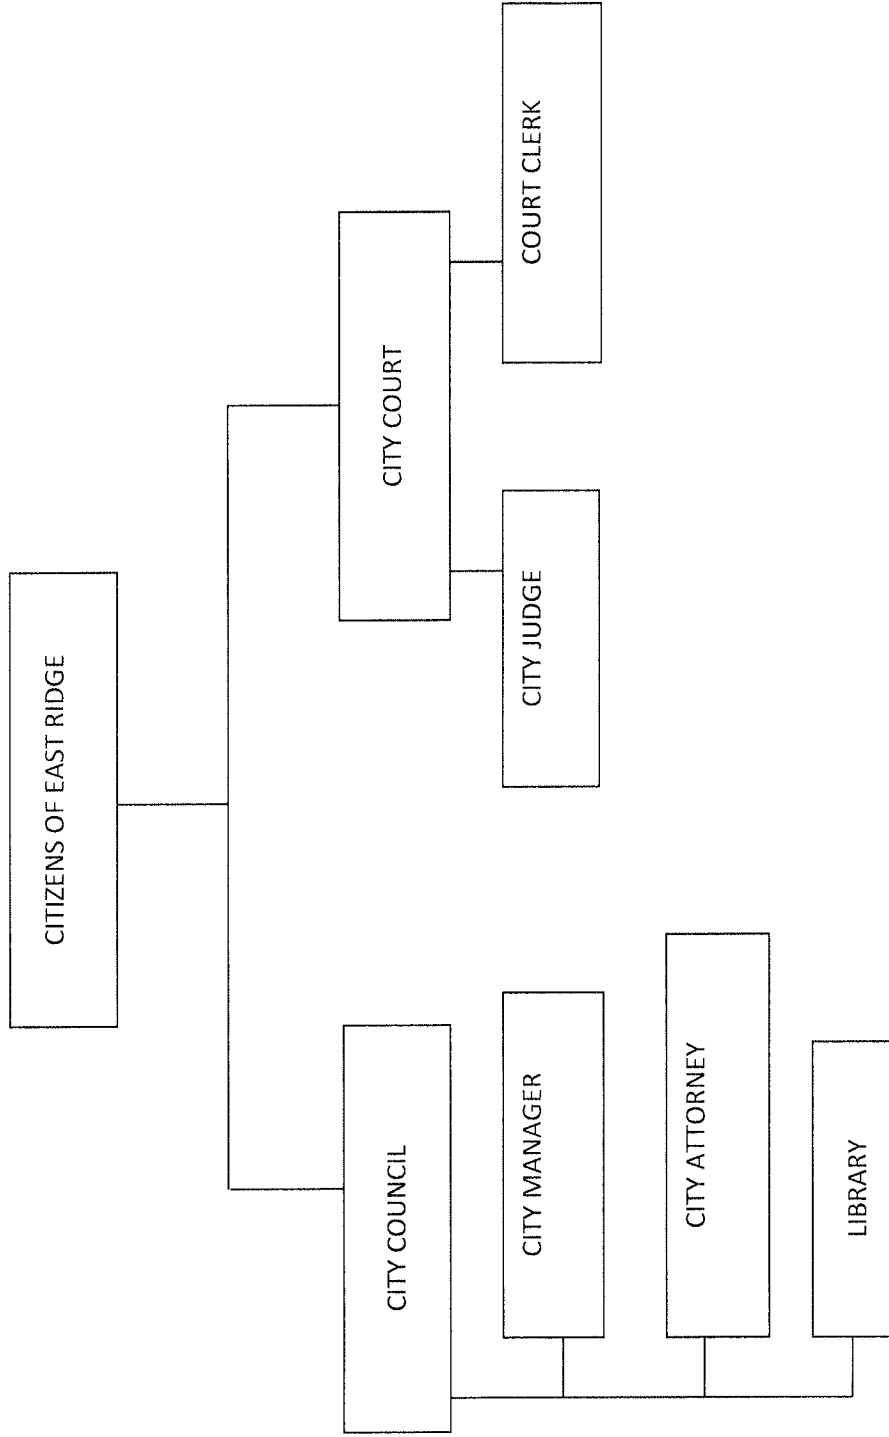 CITIZENS OF EAST RIDGE
CITY COUNCIL
CITY COURT
CITY MANAGER
CITY JUDGE
COURT CLERK
CITY ATTORNEY
LIBRARY